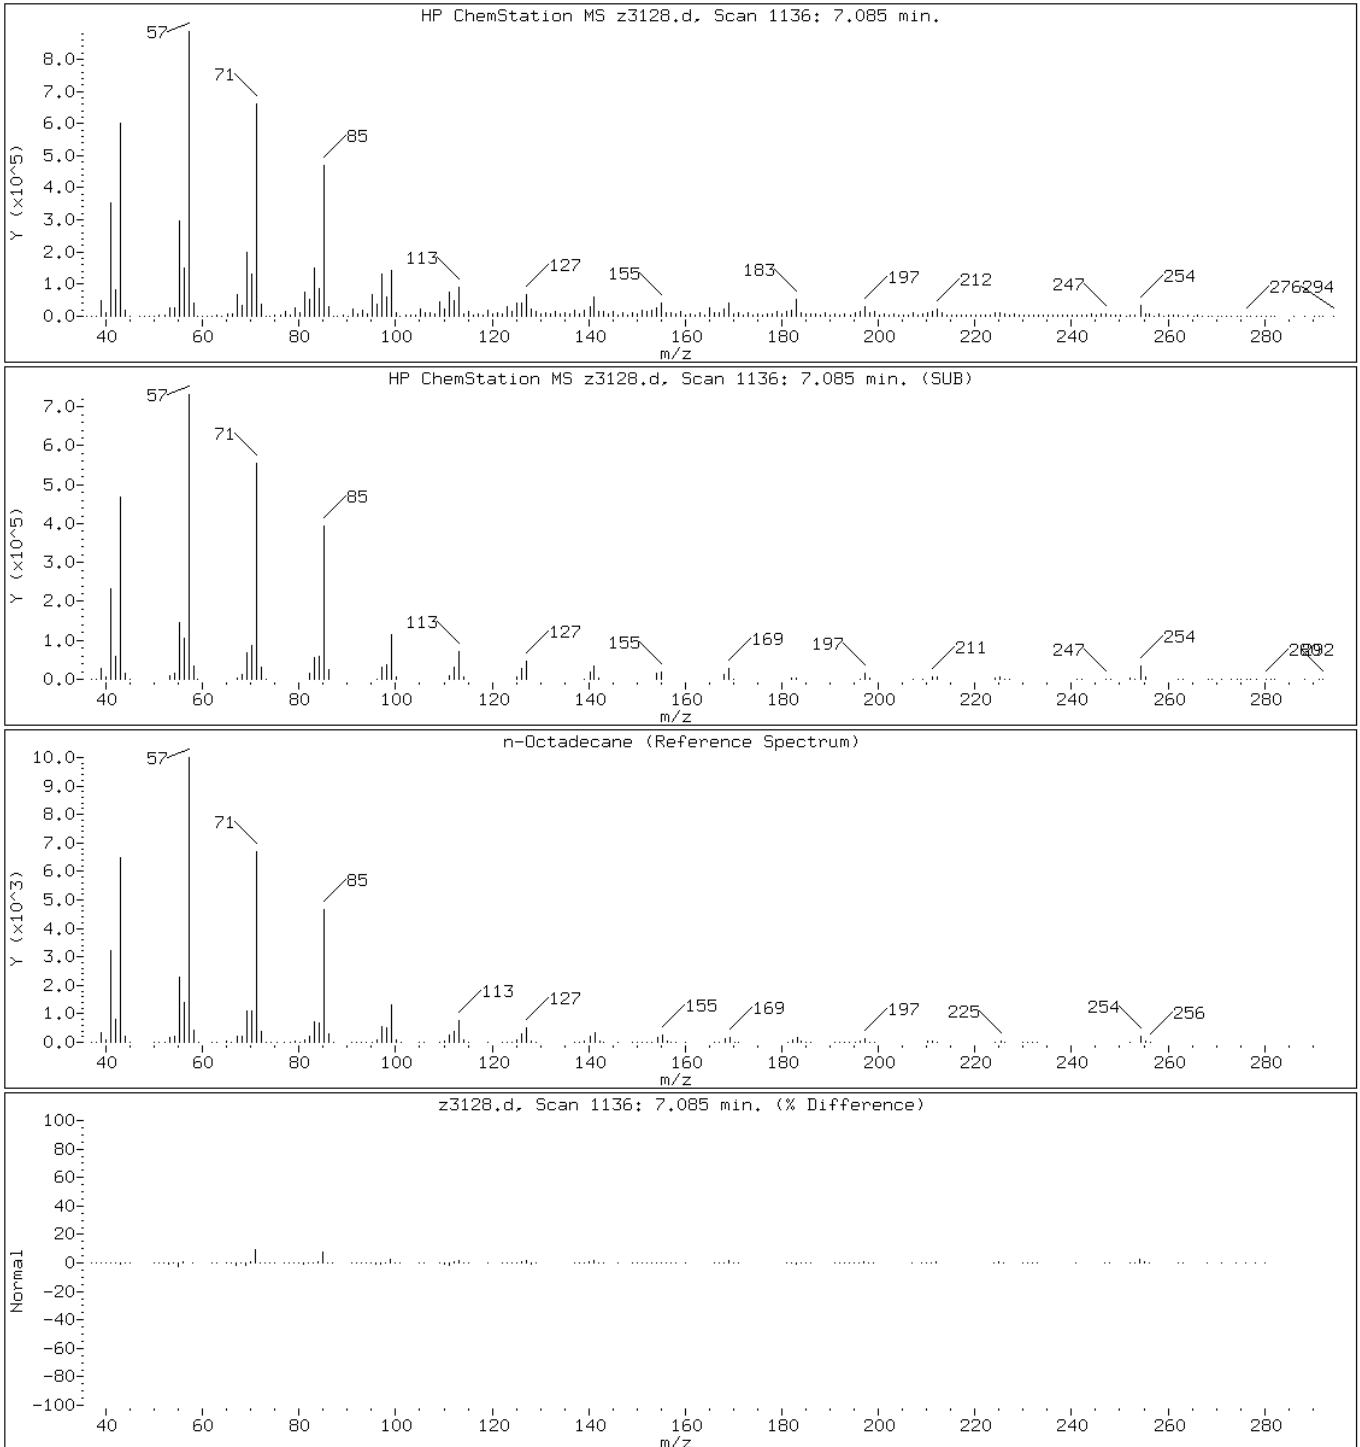 HP ChemStation MS z3128.d, Scan 1136: 7.085 min.
57
8.0
71
7.0
6.0
85
5.0
Y (x10^5)
4.0
3.0
2.0
113 127 155 183 197 212 247 254 276 294
1.0
0.0
40 60 80 100 120 140 160 180 200 220 240 260 280
m/z
HP ChemStation MS z3128.d, Scan 1136: 7.085 min. (SUB)
57
7.0
71
6.0
85
5.0
Y (x10^5)
4.0
3.0
2.0
113 127 155 169 197 211 247 254 292
1.0
0.0
40 60 80 100 120 140 160 180 200 220 240 260 280
m/z
n-Octadecane (Reference Spectrum)
57
10.0
9.0
8.0
71
7.0
6.0
85
5.0
Y (x10^3)
4.0
3.0
2.0
113 127 155 169 197 225 254 256
1.0
0.0
40 60 80 100 120 140 160 180 200 220 240 260 280
m/z
z3128.d, Scan 1136: 7.085 min. (% Difference)
100
80
60
40
20
0
Normal
-20
-40
-60
-80
-100
40 60 80 100 120 140 160 180 200 220 240 260 280
m/z